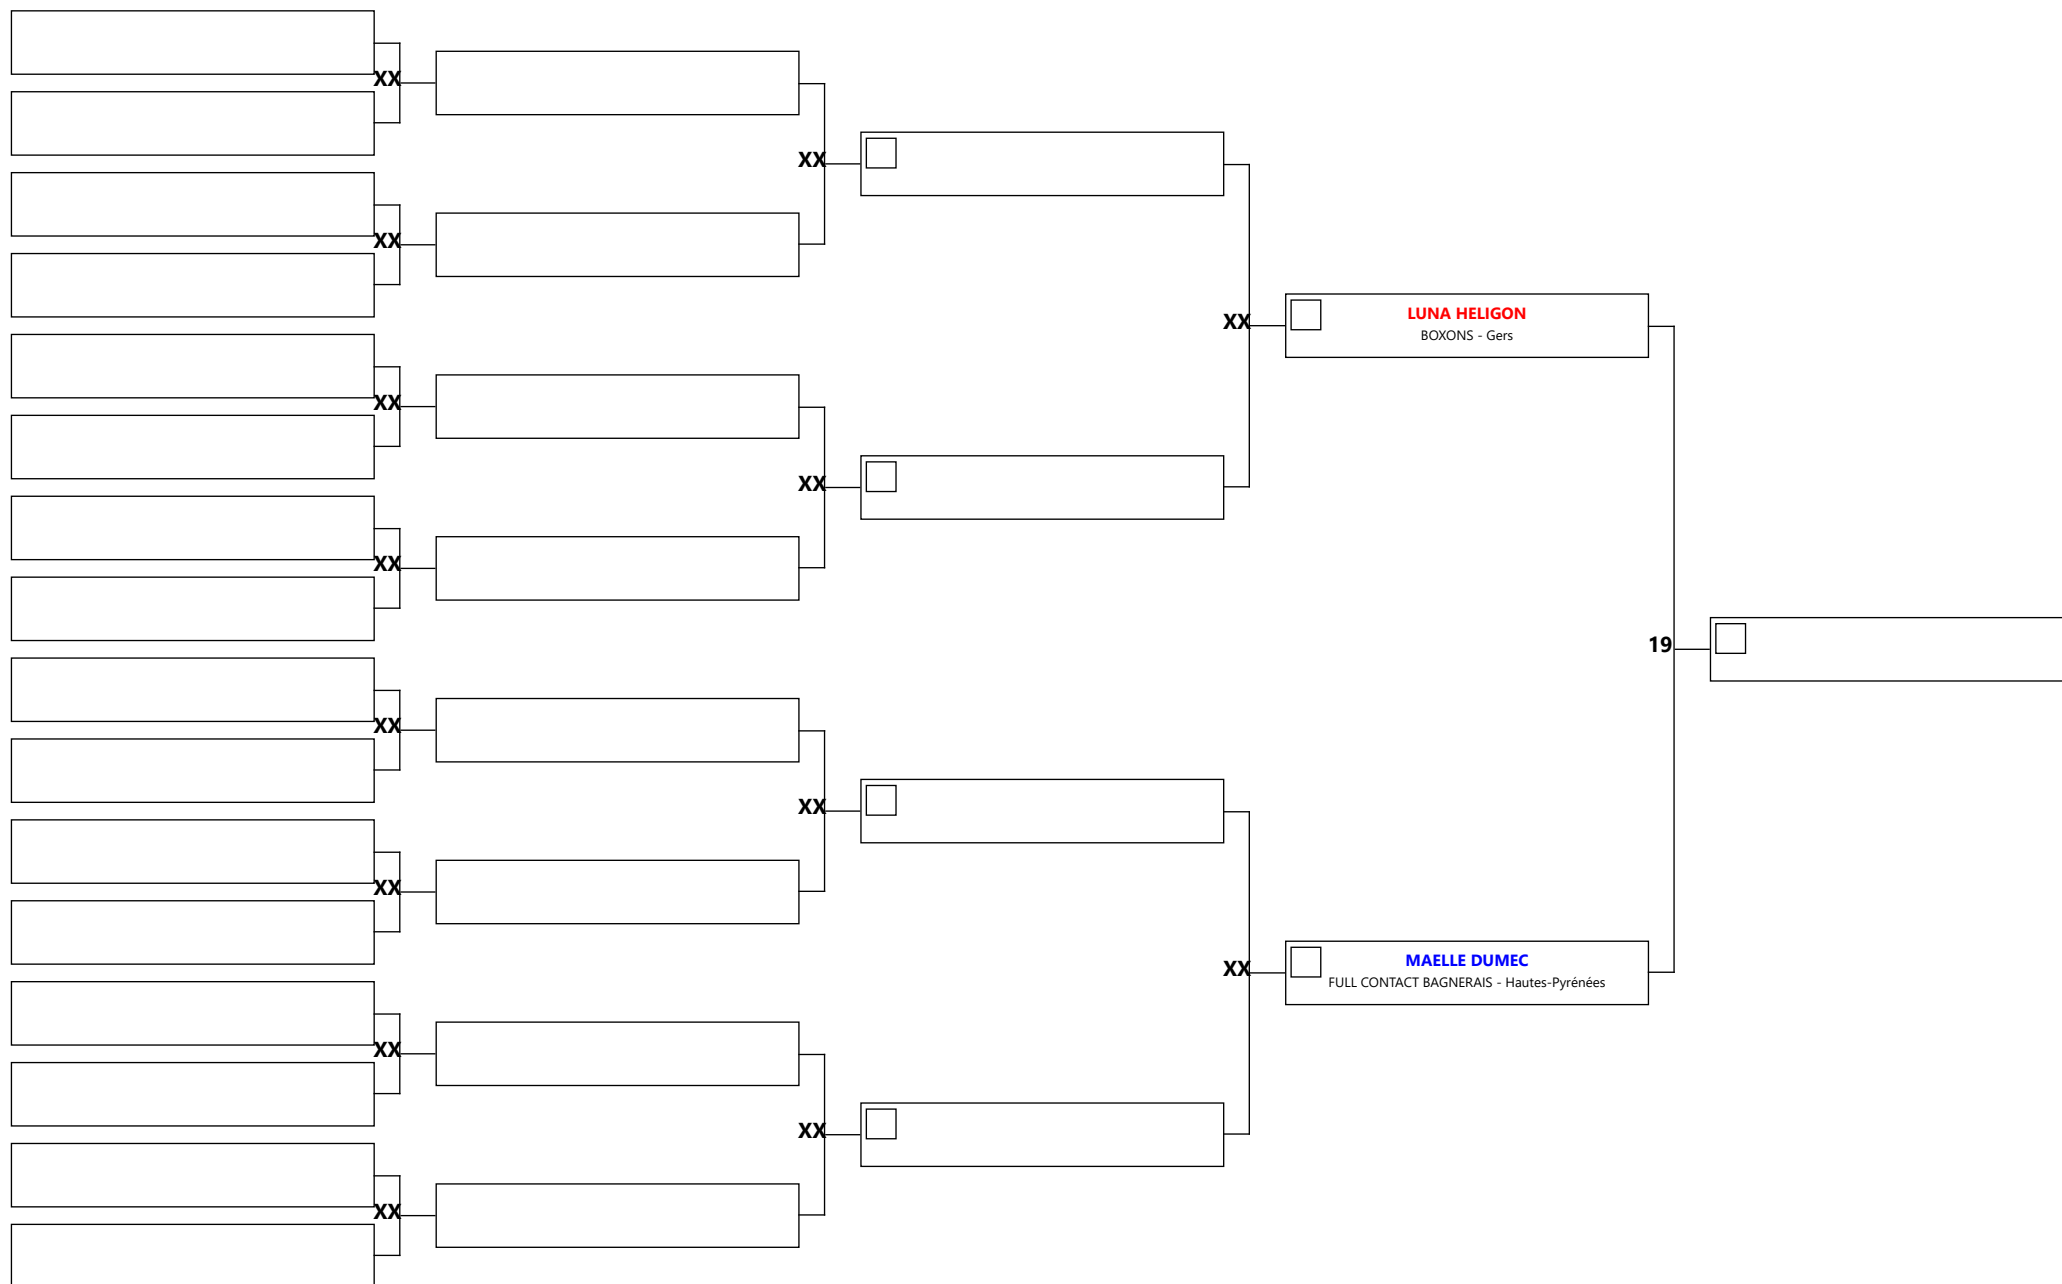 XX
XX
XX
XX
XX
XX
XX
XX
XX
XX
XX
XX
XX
XX
LUNA HELIGON
BOXONS - Gers
MAELLE DUMEC
FULL CONTACT BAGNERAIS - Hautes-Pyrénées
19